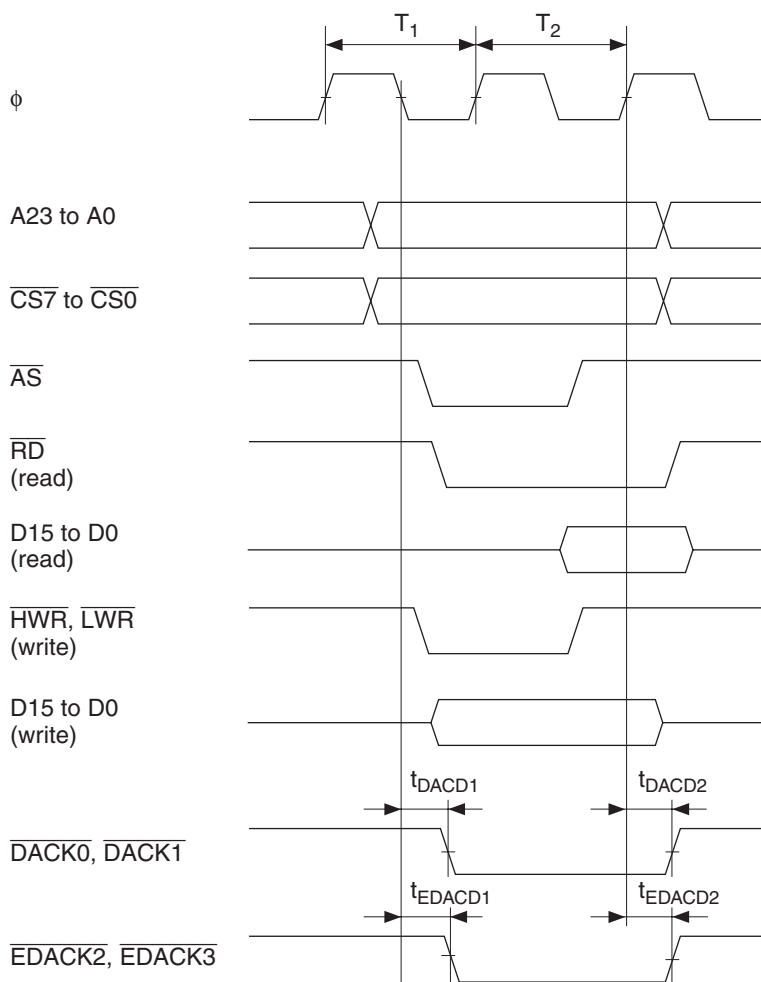 T1 T2
ϕ
A23 to A0
CS7 to CS0
AS
RD
(read)
D15 to D0
(read)
HWR, LWR
(write)
D15 to D0
(write)
tDACD1 tDACD2
DACK0, DACK1
tEDACD1 tEDACD2
EDACK2, EDACK3